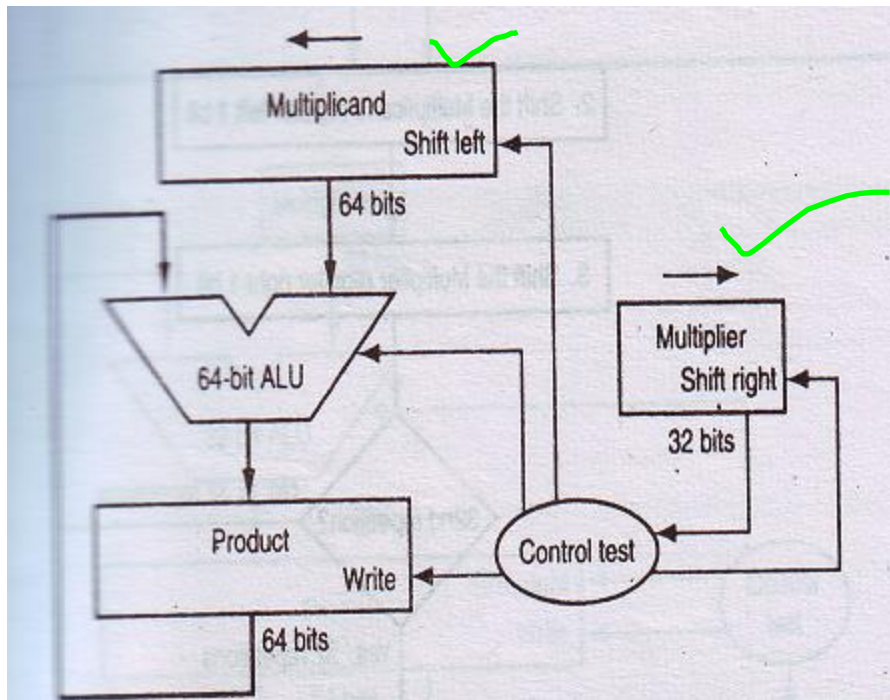 Multiplicand
Shift left
64 bits
Multiplier
Shift right
64-bit ALU
32 bits
Product
Control test
Write
64 bits